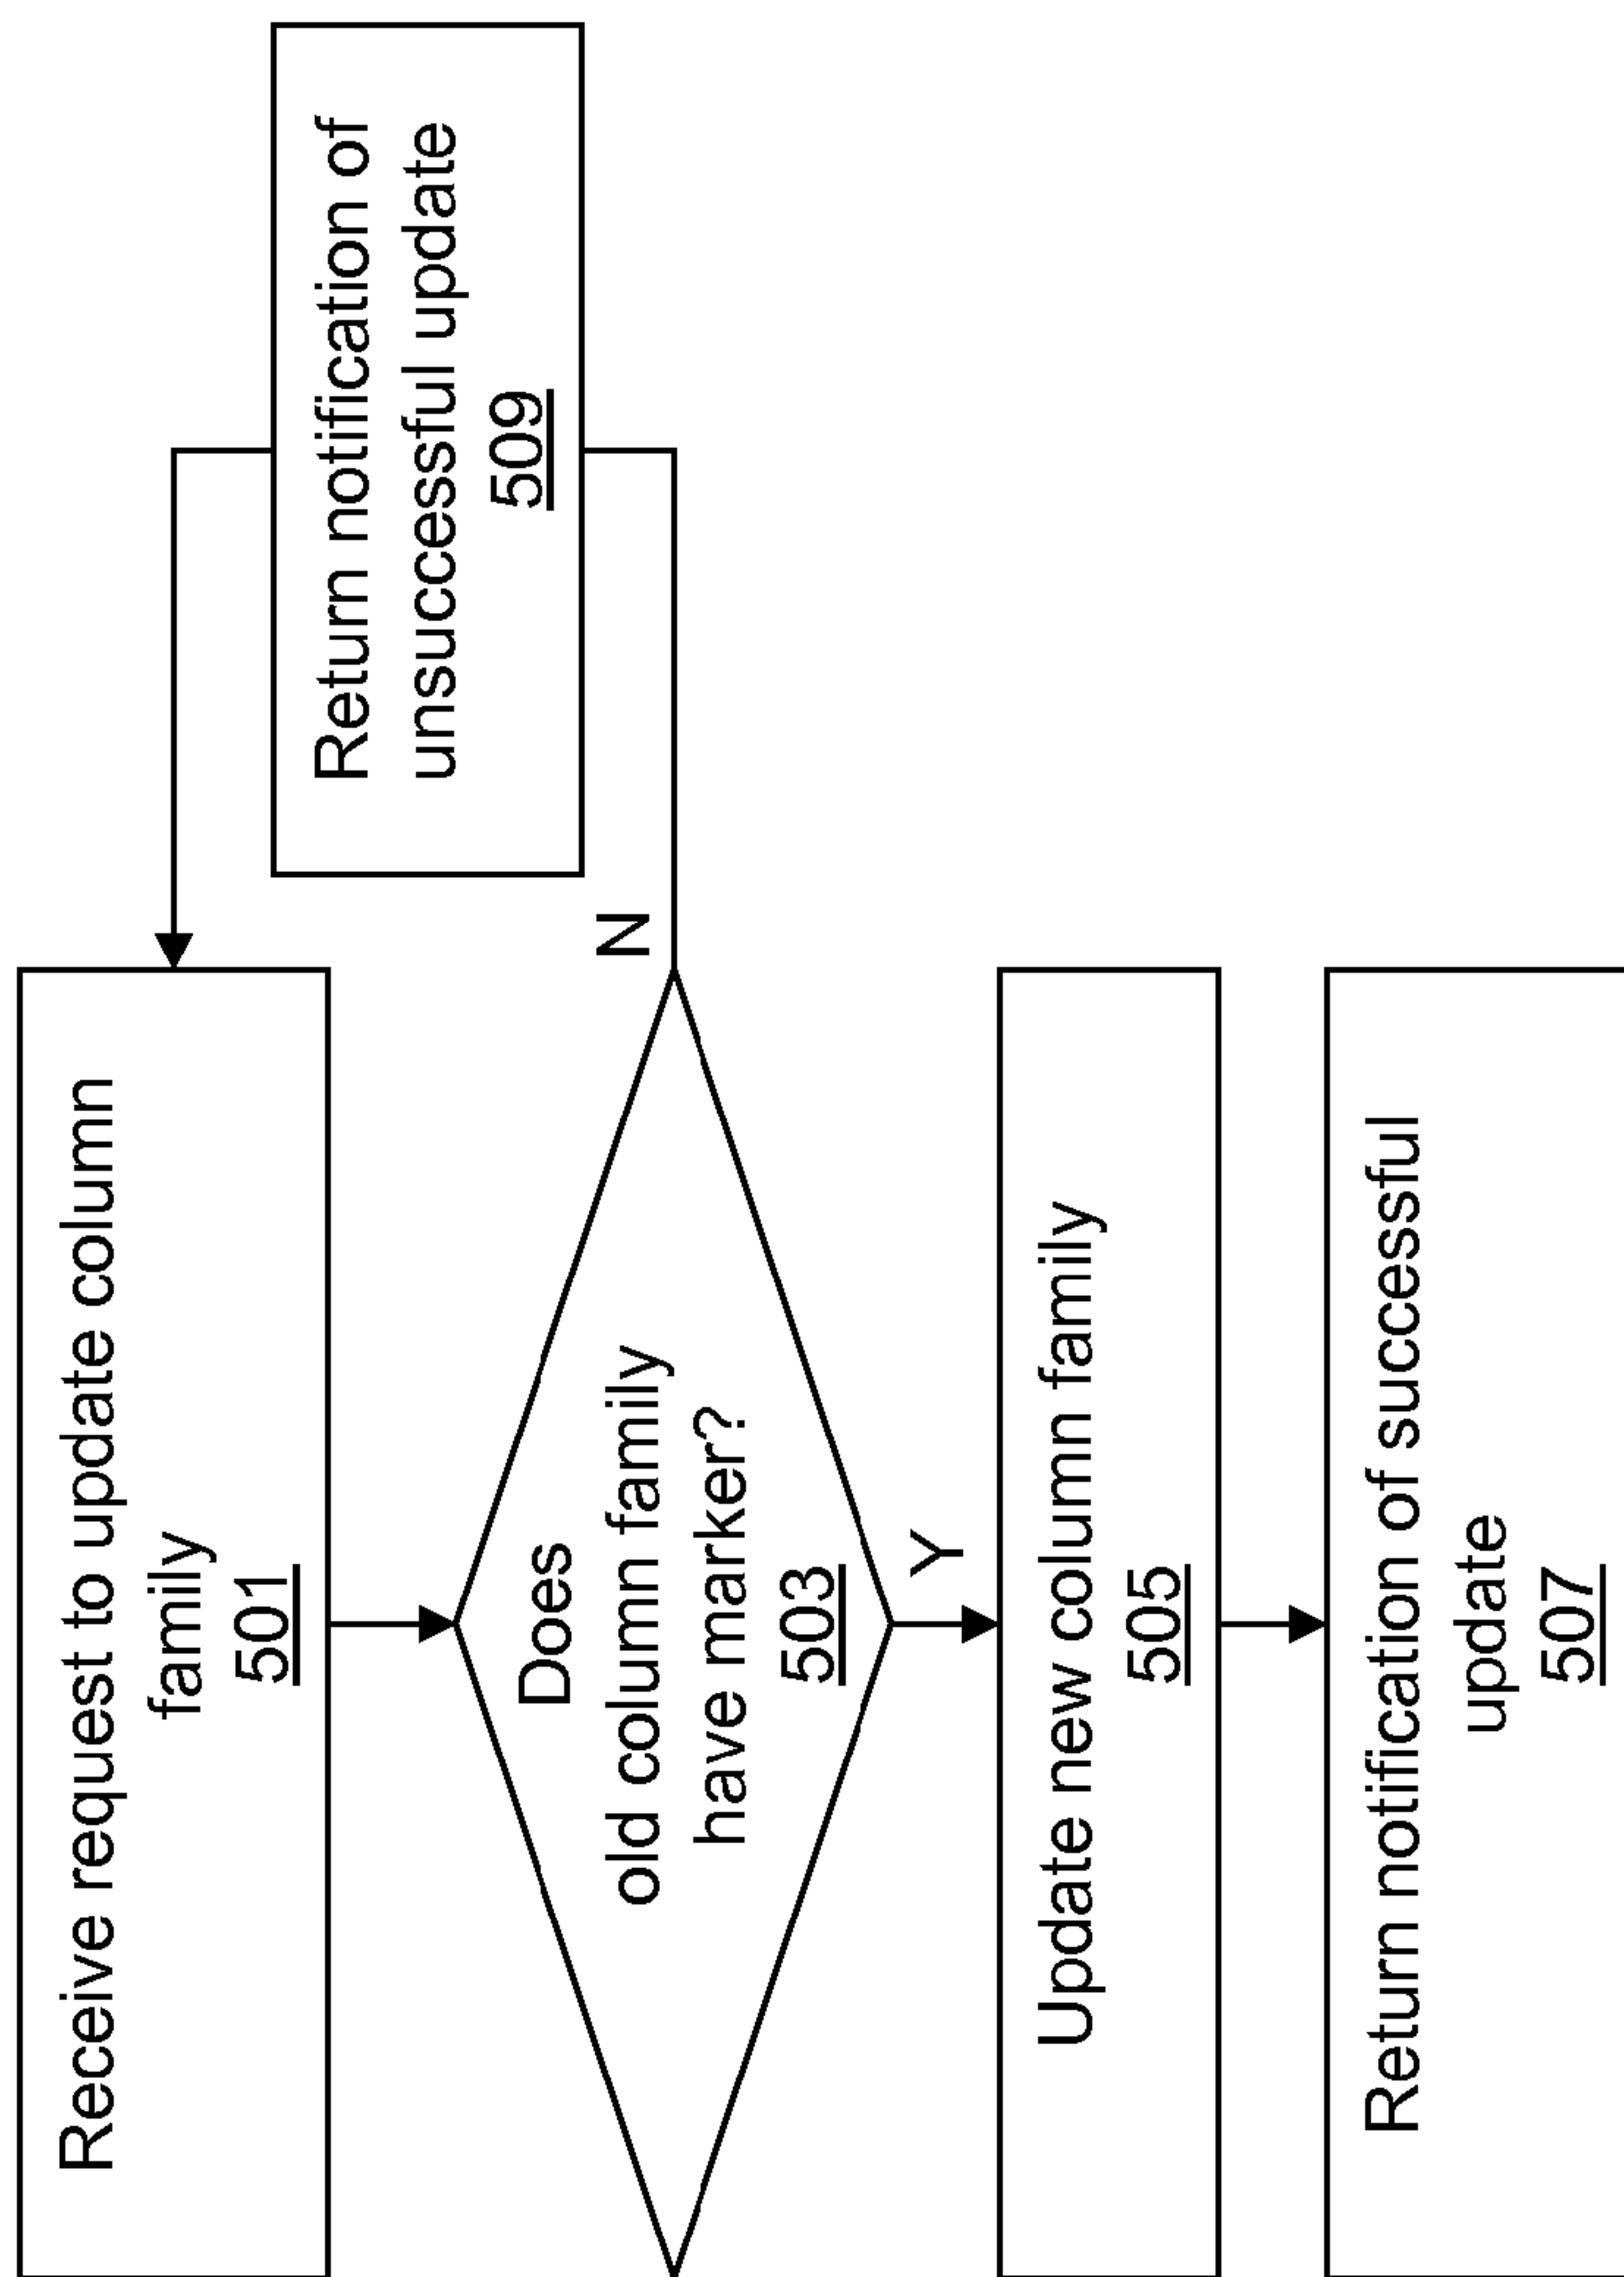 Receive request to update column
family
501
Does
old column family
have marker?
503
N
Return notification of
unsuccessful update
509
Y
Update new column family
505
Return notification of successful
update
507